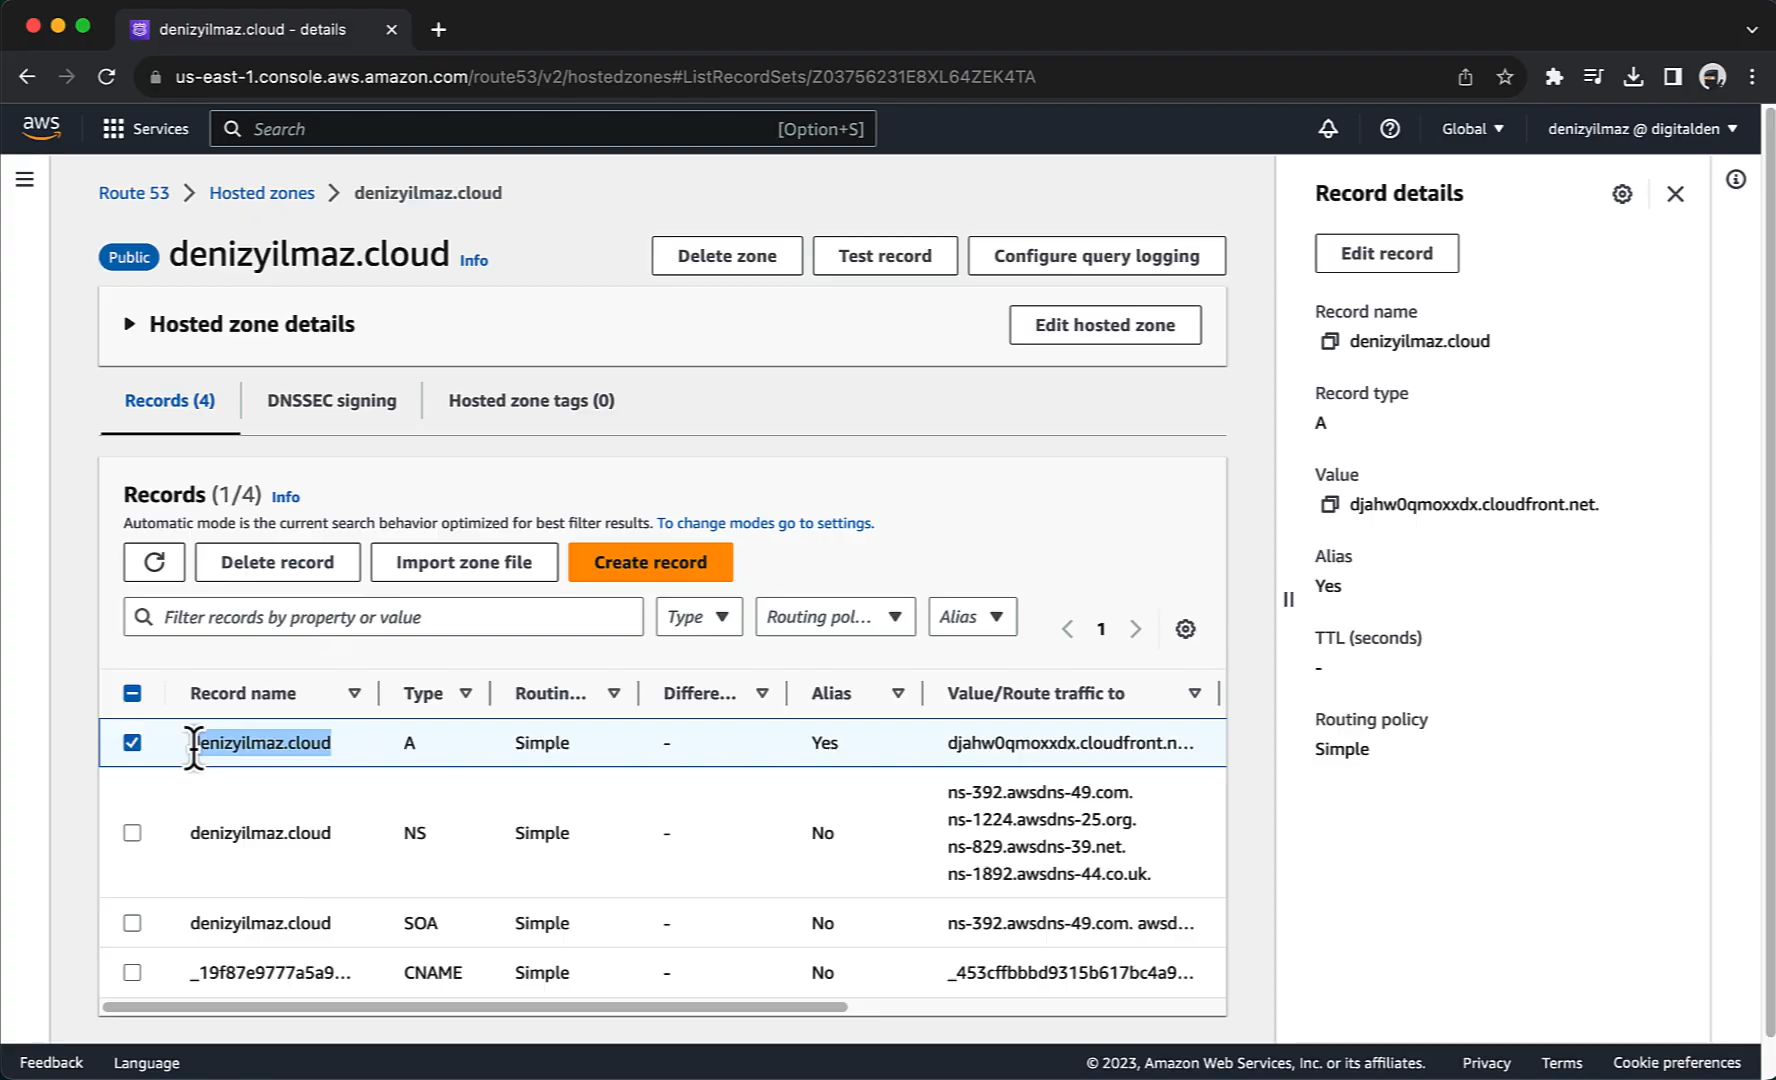 denizyilmaz.cloud - details
us-east-1.console.aws.amazon.com/route53/v2/hostedzones#ListRecordSets/Z03756231E8XL64ZEK4TA
aws
Services
Search
[Option+S]
Global
denizyilmaz @ digitalden
Route 53
Hosted zones
denizyilmaz.cloud
Public
denizyilmaz.cloud
Info
Delete zone
Test record
Configure query logging
Hosted zone details
Edit hosted zone
Records (4)
DNSSEC signing
Hosted zone tags (0)
Records (1/4)
Info
Automatic mode is the current search behavior optimized for best filter results. To change modes go to settings.
Delete record
Import zone file
Create record
Filter records by property or value
Type
Routing pol...
Alias
1
Record name
Type
Routin...
Differe...
Alias
Value/Route traffic to
denizyilmaz.cloud
A
Simple
-
Yes
djahw0qmoxxdx.cloudfront.n...
denizyilmaz.cloud
NS
Simple
-
No
ns-392.awsdns-49.com.
ns-1224.awsdns-25.org.
ns-829.awsdns-39.net.
ns-1892.awsdns-44.co.uk.
denizyilmaz.cloud
SOA
Simple
-
No
ns-392.awsdns-49.com. awsd...
_19f87e9777a5a9...
CNAME
Simple
-
No
_453cffbbbd9315b617bc4a9...
Record details
Edit record
Record name
denizyilmaz.cloud
Record type
A
Value
djahw0qmoxxdx.cloudfront.net.
Alias
Yes
TTL (seconds)
-
Routing policy
Simple
Feedback
Language
© 2023, Amazon Web Services, Inc. or its affiliates.
Privacy
Terms
Cookie preferences